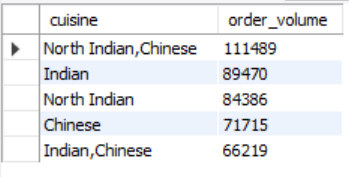 cuisine order_volume
North Indian,Chinese 111489
Indian 89470
North Indian 84386
Chinese 71715
Indian,Chinese 66219